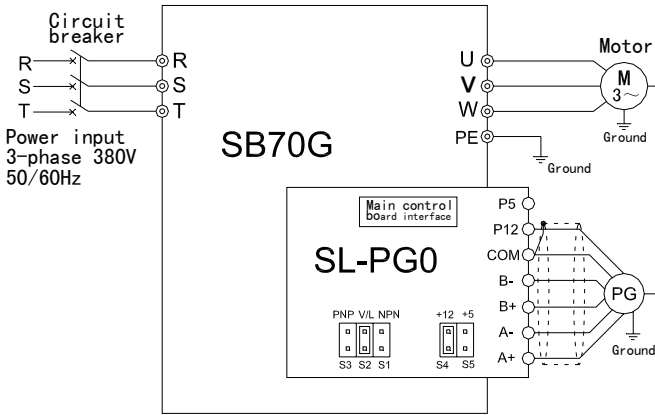 Circuit
breaker
R
S
T
R
S
T
Power input
3-phase 380V
50/60Hz
SB70G
U
V
W
PE
Motor
M
3~
Ground
Ground
Main control
board interface
SL-PG0
P5
P12
COM
B-
B+
A-
A+
PG
Ground
PNP V/L NPN
S3 S2 S1
+12 +5
S4 S5